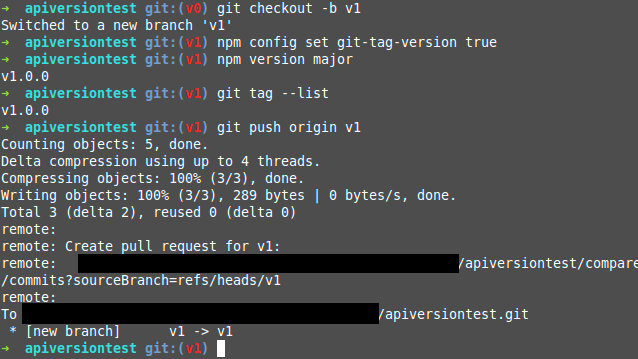 ➜  apiversiontest git:(v0) git checkout -b v1
Switched to a new branch 'v1'
➜  apiversiontest git:(v1) npm config set git-tag-version true
➜  apiversiontest git:(v1) npm version major
v1.0.0
➜  apiversiontest git:(v1) git tag --list
v1.0.0
➜  apiversiontest git:(v1) git push origin v1
Counting objects: 5, done.
Delta compression using up to 4 threads.
Compressing objects: 100% (3/3), done.
Writing objects: 100% (3/3), 289 bytes | 0 bytes/s, done.
Total 3 (delta 2), reused 0 (delta 0)
remote:
remote: Create pull request for v1:
remote: /apiversiontest/compare
/commits?sourceBranch=refs/heads/v1
remote:
To /apiversiontest.git
 * [new branch]      v1 -> v1
➜  apiversiontest git:(v1)